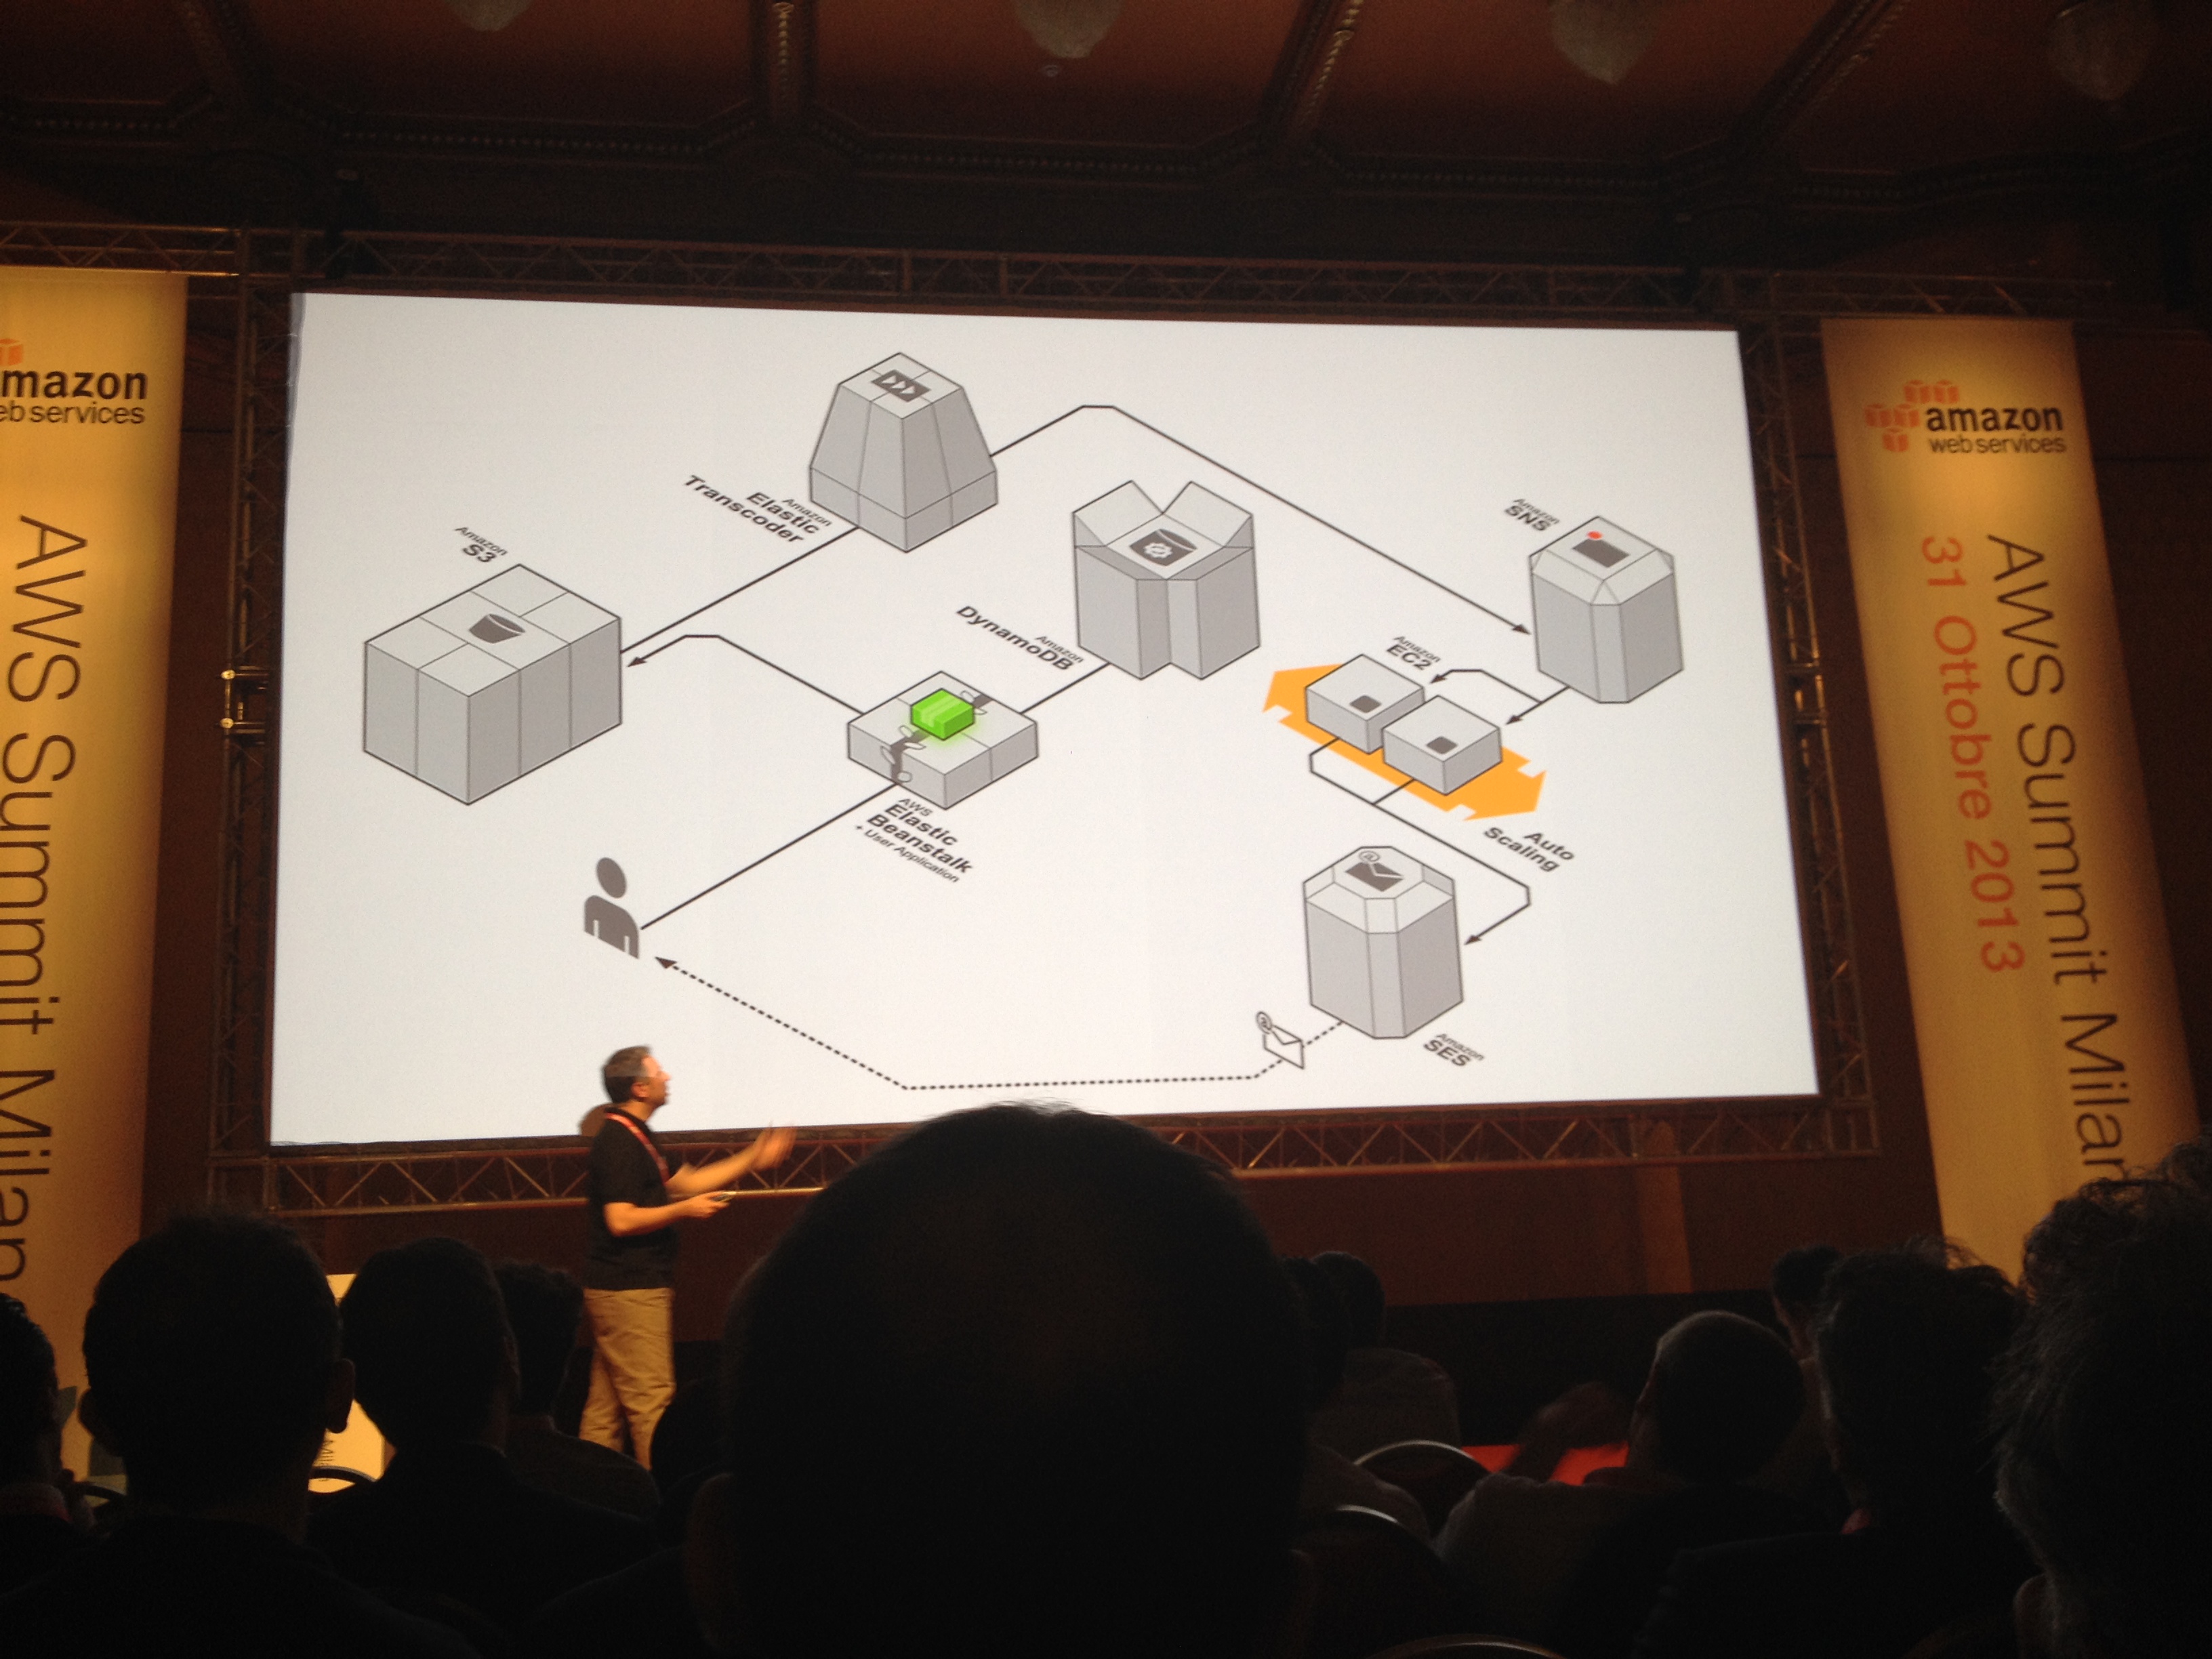 amazon
web services
AWS Summit Milan
Amazon
Elastic
Transcoder
Amazon
S3
Amazon
DynamoDB
Amazon
SNS
Amazon
EC2
Auto
Scaling
AWS
Elastic
Beanstalk
+ User Application
@
@
Amazon
SES
amazon
web services
AWS Summit Milan
31 Ottobre 2013